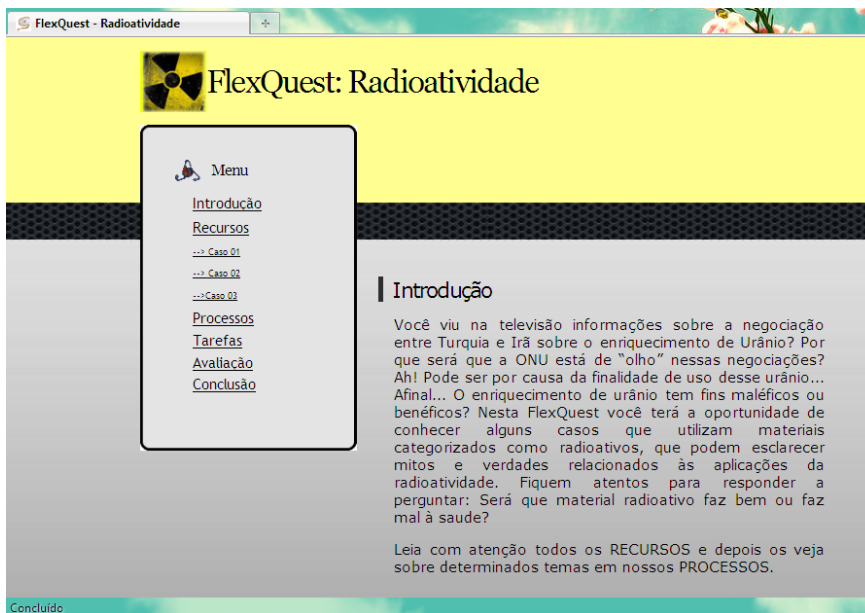 FlexQuest - Radioatividade
FlexQuest: Radioatividade
Menu
Introdução
Recursos
--> Caso 01
--> Caso 02
-->Caso 03
Processos
Tarefas
Avaliação
Conclusão
Introdução
Você viu na televisão informações sobre a negociação
entre Turquia e Irã sobre o enriquecimento de Urânio? Por
que será que a ONU está de “olho” nessas negociações?
Ah! Pode ser por causa da finalidade de uso desse urânio...
Afinal... O enriquecimento de urânio tem fins maléficos ou
benéficos? Nesta FlexQuest você terá a oportunidade de
conhecer alguns casos que utilizam materiais
categorizados como radioativos, que podem esclarecer
mitos e verdades relacionados às aplicações da
radioatividade. Fiquem atentos para responder a
perguntar: Será que material radioativo faz bem ou faz
mal à saude?
Leia com atenção todos os RECURSOS e depois os veja
sobre determinados temas em nossos PROCESSOS.
Concluído